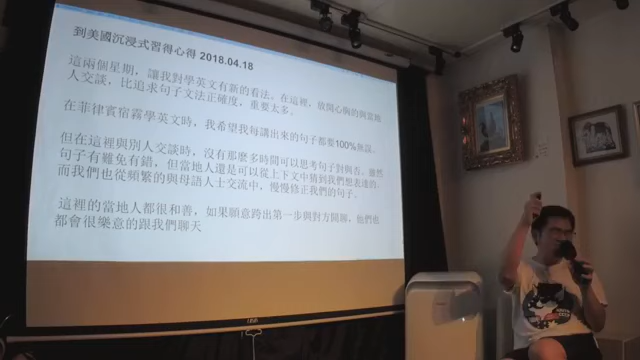 到美國沉浸式習得心得 2018.04.18
這兩個星期，讓我對學英文有新的看法。在這裡，放開心胸的與當地
人交談，比追求句子文法正確度，重要太多。
在菲律賓宿霧學英文時，我希望我每講出來的句子都要100%無誤。
但在這裡與別人交談時，沒有那麼多時間可以思考句子對與否。雖然
句子有難免有錯，但當地人還是可以從上下文中猜到我們想表達的。
而我們也從頻繁的與母語人士交流中，慢慢修正我們的句子。
這裡的當地人都很和善，如果願意跨出第一步與對方開聊，他們也
都會很樂意的跟我們聊天